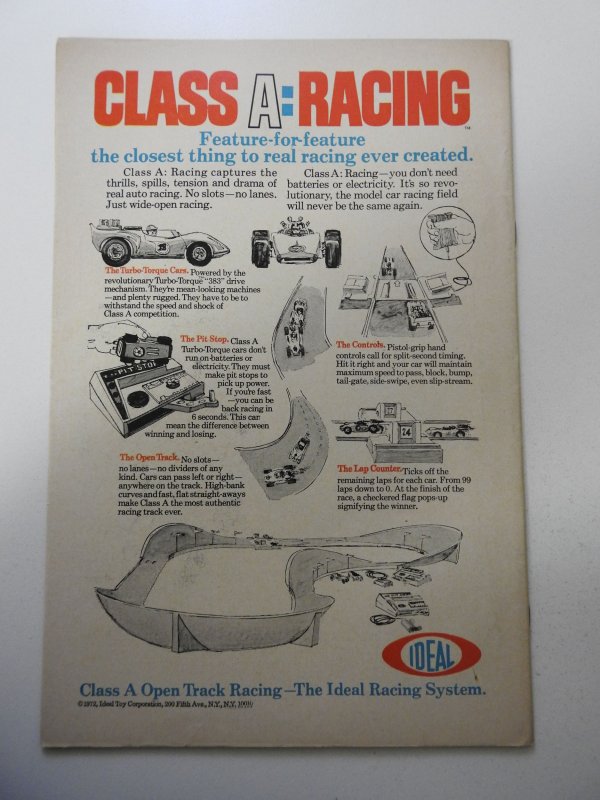 CLASS A: RACING
TM
Feature-for-feature
the closest thing to real racing ever created.
Class A: Racing captures the
thrills, spills, tension and drama of
real auto racing. No slots—no lanes.
Just wide-open racing.
Class A: Racing—you don't need
batteries or electricity. It's so revo-
lutionary, the model car racing field
will never be the same again.
The Turbo-Torque Cars. Powered by the
revolutionary Turbo-Torque "383" drive
mechanism. They're mean-looking machines
—and plenty rugged. They have to be to
withstand the speed and shock of
Class A competition.
The Pit Stop. Class A
Turbo-Torque cars don't
run on batteries or
electricity. They must
make pit stops to
pick up power.
If you're fast
—you can be
back racing in
6 seconds. This can
mean the difference between
winning and losing.
PIT STOP
The Controls. Pistol-grip hand
controls call for split-second timing.
Hit it right and your car will maintain
maximum speed to pass, block, bump,
tail-gate, side-swipe, even slip-stream.
24
The Open Track. No slots—
no lanes—no dividers of any
kind. Cars can pass left or right—
anywhere on the track. High-bank
curves and fast, flat straight-aways
make Class A the most authentic
racing track ever.
The Lap Counter. Ticks off the
remaining laps for each car. From 99
laps down to 0. At the finish of the
race, a checkered flag pops-up
signifying the winner.
IDEAL
Class A Open Track Racing—The Ideal Racing System.
© 1972, Ideal Toy Corporation, 200 Fifth Ave., N.Y., N.Y. 10010